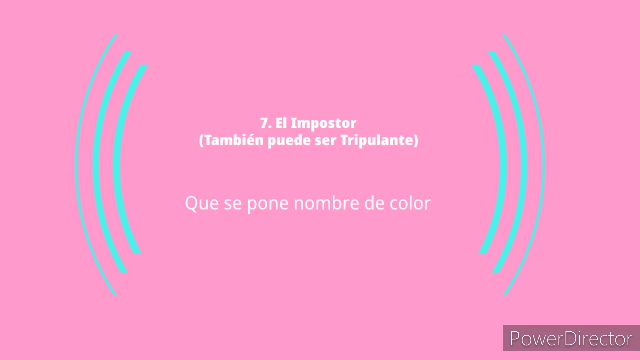 7. El Impostor
(También puede ser Tripulante)
Que se pone nombre de color
PowerDirector